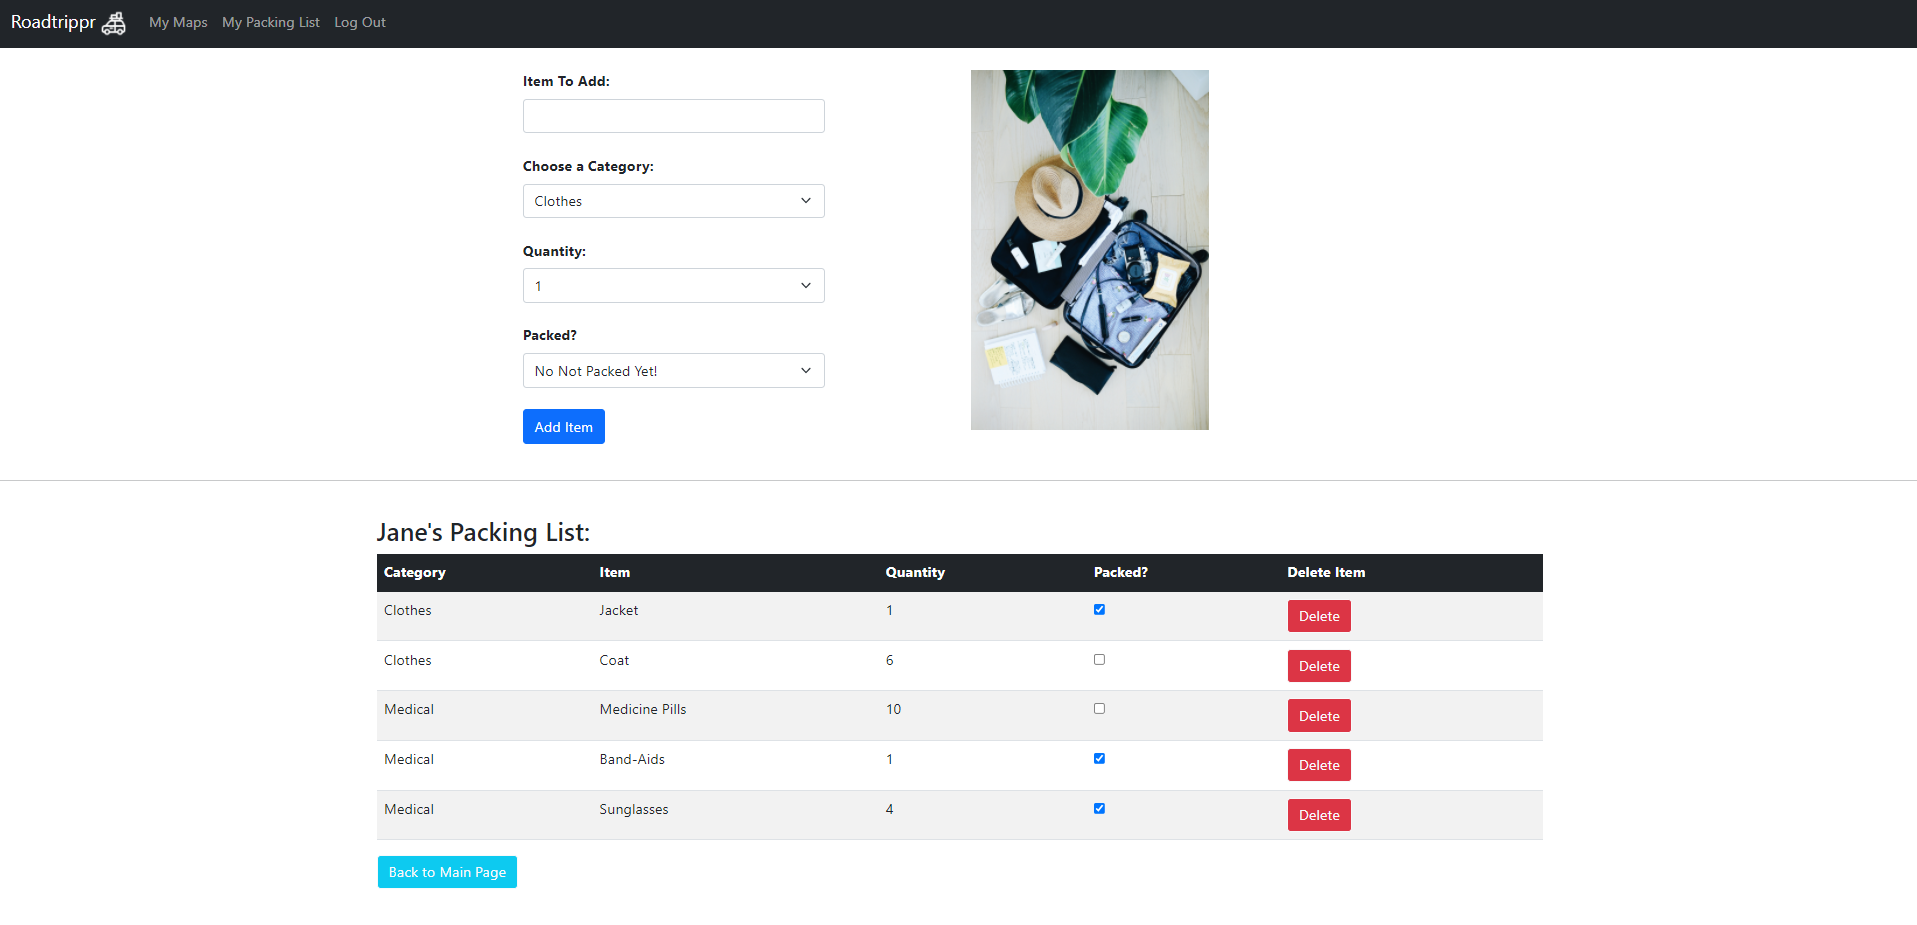 Roadtrippr My Maps My Packing List Log Out
Item To Add:
Choose a Category:
Clothes
Quantity:
1
Packed?
No Not Packed Yet!
Add Item
Jane's Packing List:
Category Item Quantity Packed? Delete Item
Clothes Jacket 1 Delete
Clothes Coat 6 Delete
Medical Medicine Pills 10 Delete
Medical Band-Aids 1 Delete
Medical Sunglasses 4 Delete
Back to Main Page